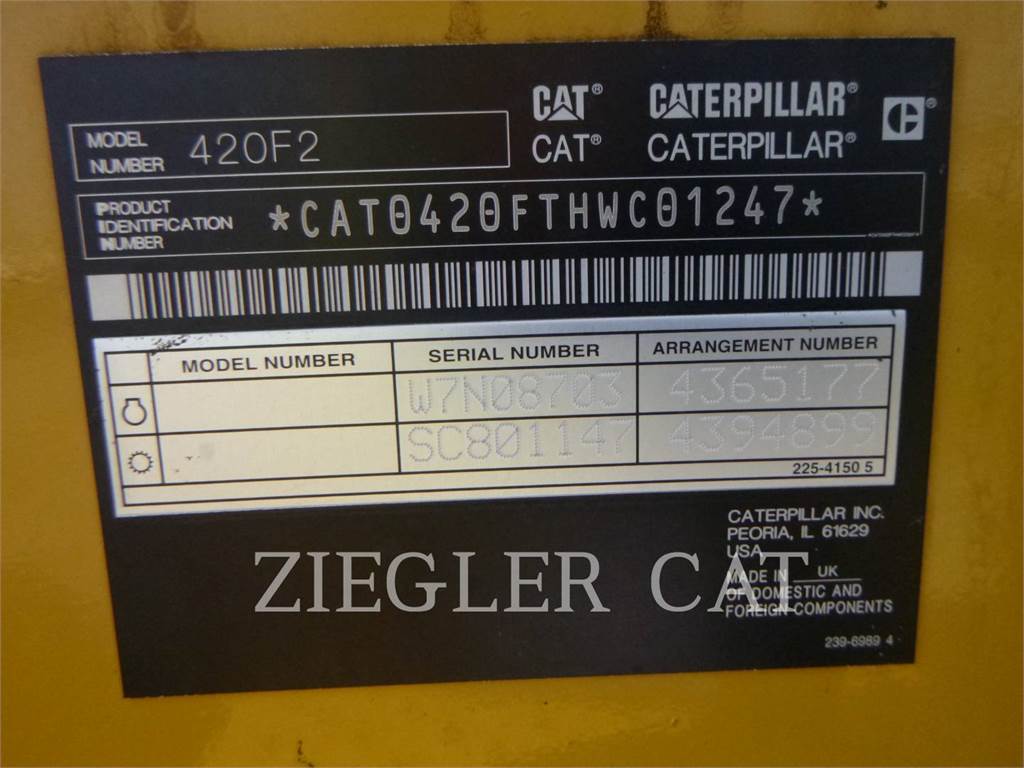 CAT® CATERPILLAR®
CAT® CATERPILLAR®
MODEL NUMBER 420F2
PRODUCT IDENTIFICATION NUMBER *CAT0420FTHWC01247*
MODEL NUMBER SERIAL NUMBER ARRANGEMENT NUMBER
W7N08703 4365177
SC801147 4394899
225-4150 5
CATERPILLAR INC.
PEORIA, IL 61629
USA
MADE IN UK
OF DOMESTIC AND
FOREIGN COMPONENTS
239-6989 4
ZIEGLER CAT